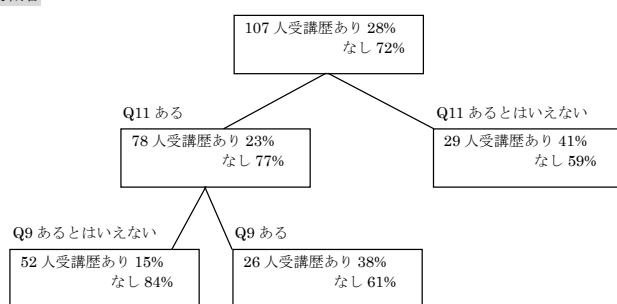 107 人受講歴あり 28%
なし 72%
Q11 ある
Q11 あるとはいえない
78 人受講歴あり 23%
なし 77%
29 人受講歴あり 41%
なし 59%
Q9 あるとはいえない
Q9 ある
52 人受講歴あり 15%
なし 84%
26 人受講歴あり 38%
なし 61%